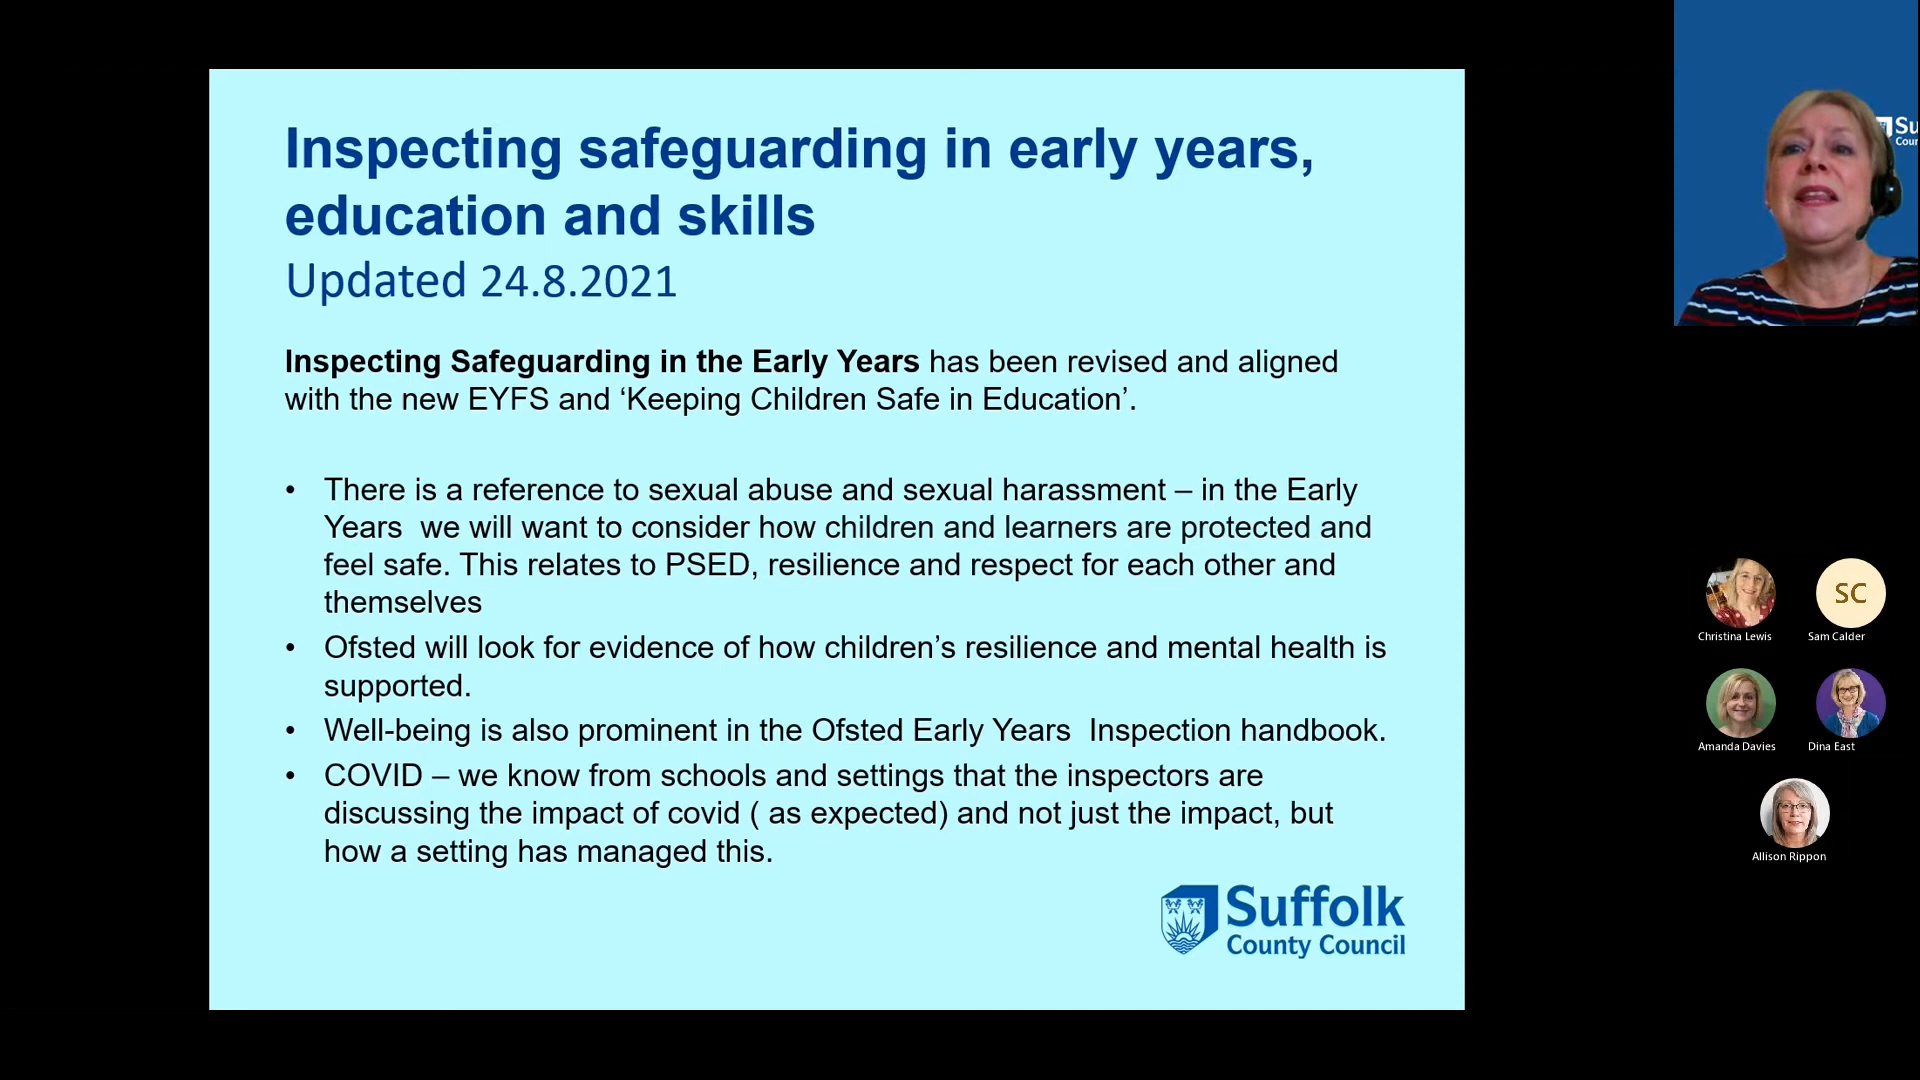 Inspecting safeguarding in early years,
education and skills
Updated 24.8.2021
Inspecting Safeguarding in the Early Years has been revised and aligned
with the new EYFS and ‘Keeping Children Safe in Education’.
• There is a reference to sexual abuse and sexual harassment – in the Early
Years  we will want to consider how children and learners are protected and
feel safe. This relates to PSED, resilience and respect for each other and
themselves
• Ofsted will look for evidence of how children’s resilience and mental health is
supported.
• Well-being is also prominent in the Ofsted Early Years  Inspection handbook.
• COVID – we know from schools and settings that the inspectors are
discussing the impact of covid ( as expected) and not just the impact, but
how a setting has managed this.
Suffolk
County Council
Su
Coun
Christina Lewis
SC
Sam Calder
Amanda Davies
Dina East
Allison Rippon